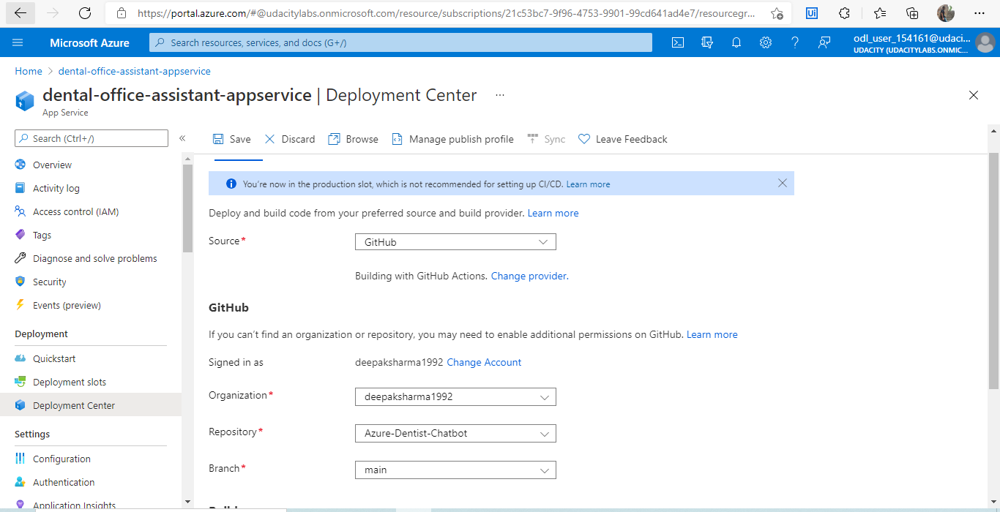 https://portal.azure.com/#@udacitylabs.onmicrosoft.com/resource/subscriptions/21c53bc7-9f96-4753-9901-99cd641ad4e7/resourcegr...
Ui
Microsoft Azure
Search resources, services, and docs (G+/)
odl_user_154161@udaci...
UDACITY (UDACITYLABS.ONMIC...
Home > dental-office-assistant-appservice
dental-office-assistant-appservice | Deployment Center ...
App Service
Search (Ctrl+/)
«
Save
Discard
Browse
Manage publish profile
Sync
Leave Feedback
Overview
Activity log
Access control (IAM)
Tags
Diagnose and solve problems
Security
Events (preview)
Deployment
Quickstart
Deployment slots
Deployment Center
Settings
Configuration
Authentication
Application Insights
You're now in the production slot, which is not recommended for setting up CI/CD. Learn more
Deploy and build code from your preferred source and build provider. Learn more
Source*
GitHub
Building with GitHub Actions. Change provider.
GitHub
If you can't find an organization or repository, you may need to enable additional permissions on GitHub. Learn more
Signed in as
deepaksharma1992 Change Account
Organization*
deepaksharma1992
Repository*
Azure-Dentist-Chatbot
Branch*
main